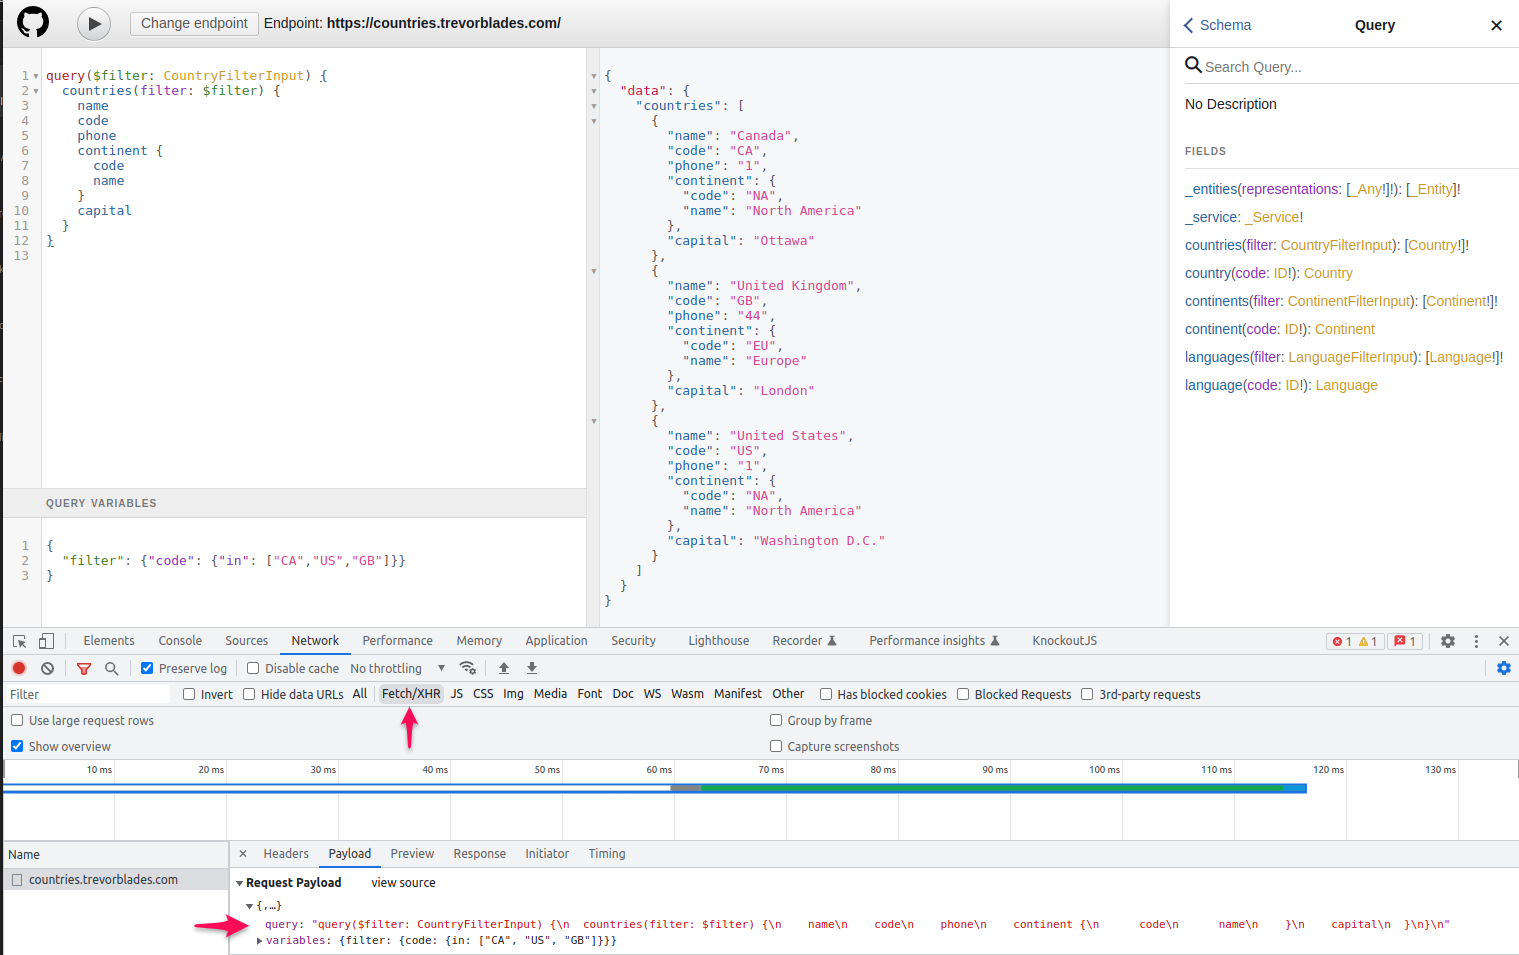 Change endpoint Endpoint: https://countries.trevorblades.com/
1 query($filter: CountryFilterInput) {
2 countries(filter: $filter) {
3 name
4 code
5 phone
6 continent {
7 code
8 name
9 }
10 capital
11 }
12 }
13
QUERY VARIABLES
1 {
2 "filter": {"code": {"in": ["CA","US","GB"]}}
3 }
{
"data": {
"countries": [
{
"name": "Canada",
"code": "CA",
"phone": "1",
"continent": {
"code": "NA",
"name": "North America"
},
"capital": "Ottawa"
},
{
"name": "United Kingdom",
"code": "GB",
"phone": "44",
"continent": {
"code": "EU",
"name": "Europe"
},
"capital": "London"
},
{
"name": "United States",
"code": "US",
"phone": "1",
"continent": {
"code": "NA",
"name": "North America"
},
"capital": "Washington D.C."
}
]
}
}
Schema Query
Search Query...
No Description
FIELDS
_entities(representations: [_Any!]!): [_Entity]!
_service: _Service!
countries(filter: CountryFilterInput): [Country!]!
country(code: ID!): Country
continents(filter: ContinentFilterInput): [Continent!]!
continent(code: ID!): Continent
languages(filter: LanguageFilterInput): [Language!]!
language(code: ID!): Language
Elements Console Sources Network Performance Memory Application Security Lighthouse Recorder Performance insights KnockoutJS 1 1 1
Preserve log Disable cache No throttling
Filter Invert Hide data URLs All Fetch/XHR JS CSS Img Media Font Doc WS Wasm Manifest Other Has blocked cookies Blocked Requests 3rd-party requests
Use large request rows Group by frame
Show overview Capture screenshots
10 ms 20 ms 30 ms 40 ms 50 ms 60 ms 70 ms 80 ms 90 ms 100 ms 110 ms 120 ms 130 ms
Name
countries.trevorblades.com
Headers Payload Preview Response Initiator Timing
Request Payload view source
{,…}
query: "query($filter: CountryFilterInput) {\n  countries(filter: $filter) {\n    name\n    code\n    phone\n    continent {\n      code\n      name\n    }\n    capital\n  }\n}\n"
variables: {filter: {code: {in: ["CA", "US", "GB"]}}}